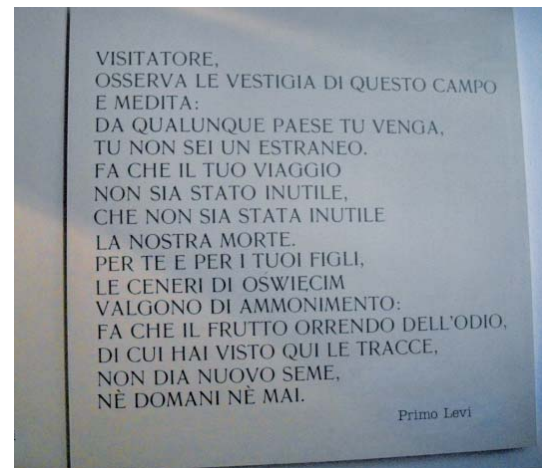 VISITATORE,
OSSERVA LE VESTIGIA DI QUESTO CAMPO
E MEDITA:
DA QUALUNQUE PAESE TU VENGA,
TU NON SEI UN ESTRANEO.
FA CHE IL TUO VIAGGIO
NON SIA STATO INUTILE,
CHE NON SIA STATA INUTILE
LA NOSTRA MORTE.
PER TE E PER I TUOI FIGLI,
LE CENERI DI OŚWIĘCIM
VALGONO DI AMMONIMENTO:
FA CHE IL FRUTTO ORRENDO DELL'ODIO,
DI CUI HAI VISTO QUI LE TRACCE,
NON DIA NUOVO SEME,
NÈ DOMANI NÈ MAI.
Primo Levi